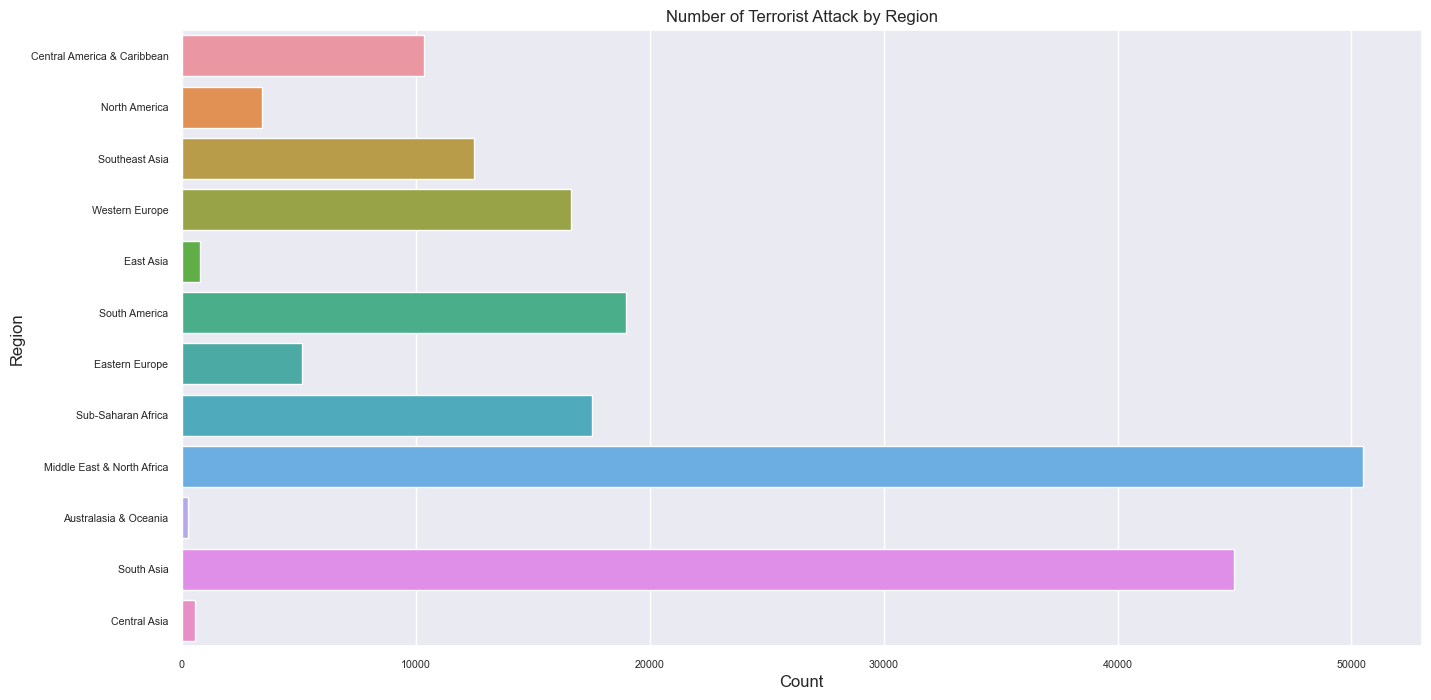 Number of Terrorist Attack by Region
Central America & Caribbean
North America
Southeast Asia
Western Europe
East Asia
South America
Eastern Europe
Sub-Saharan Africa
Middle East & North Africa
Australasia & Oceania
South Asia
Central Asia
Region
0 10000 20000 30000 40000 50000
Count